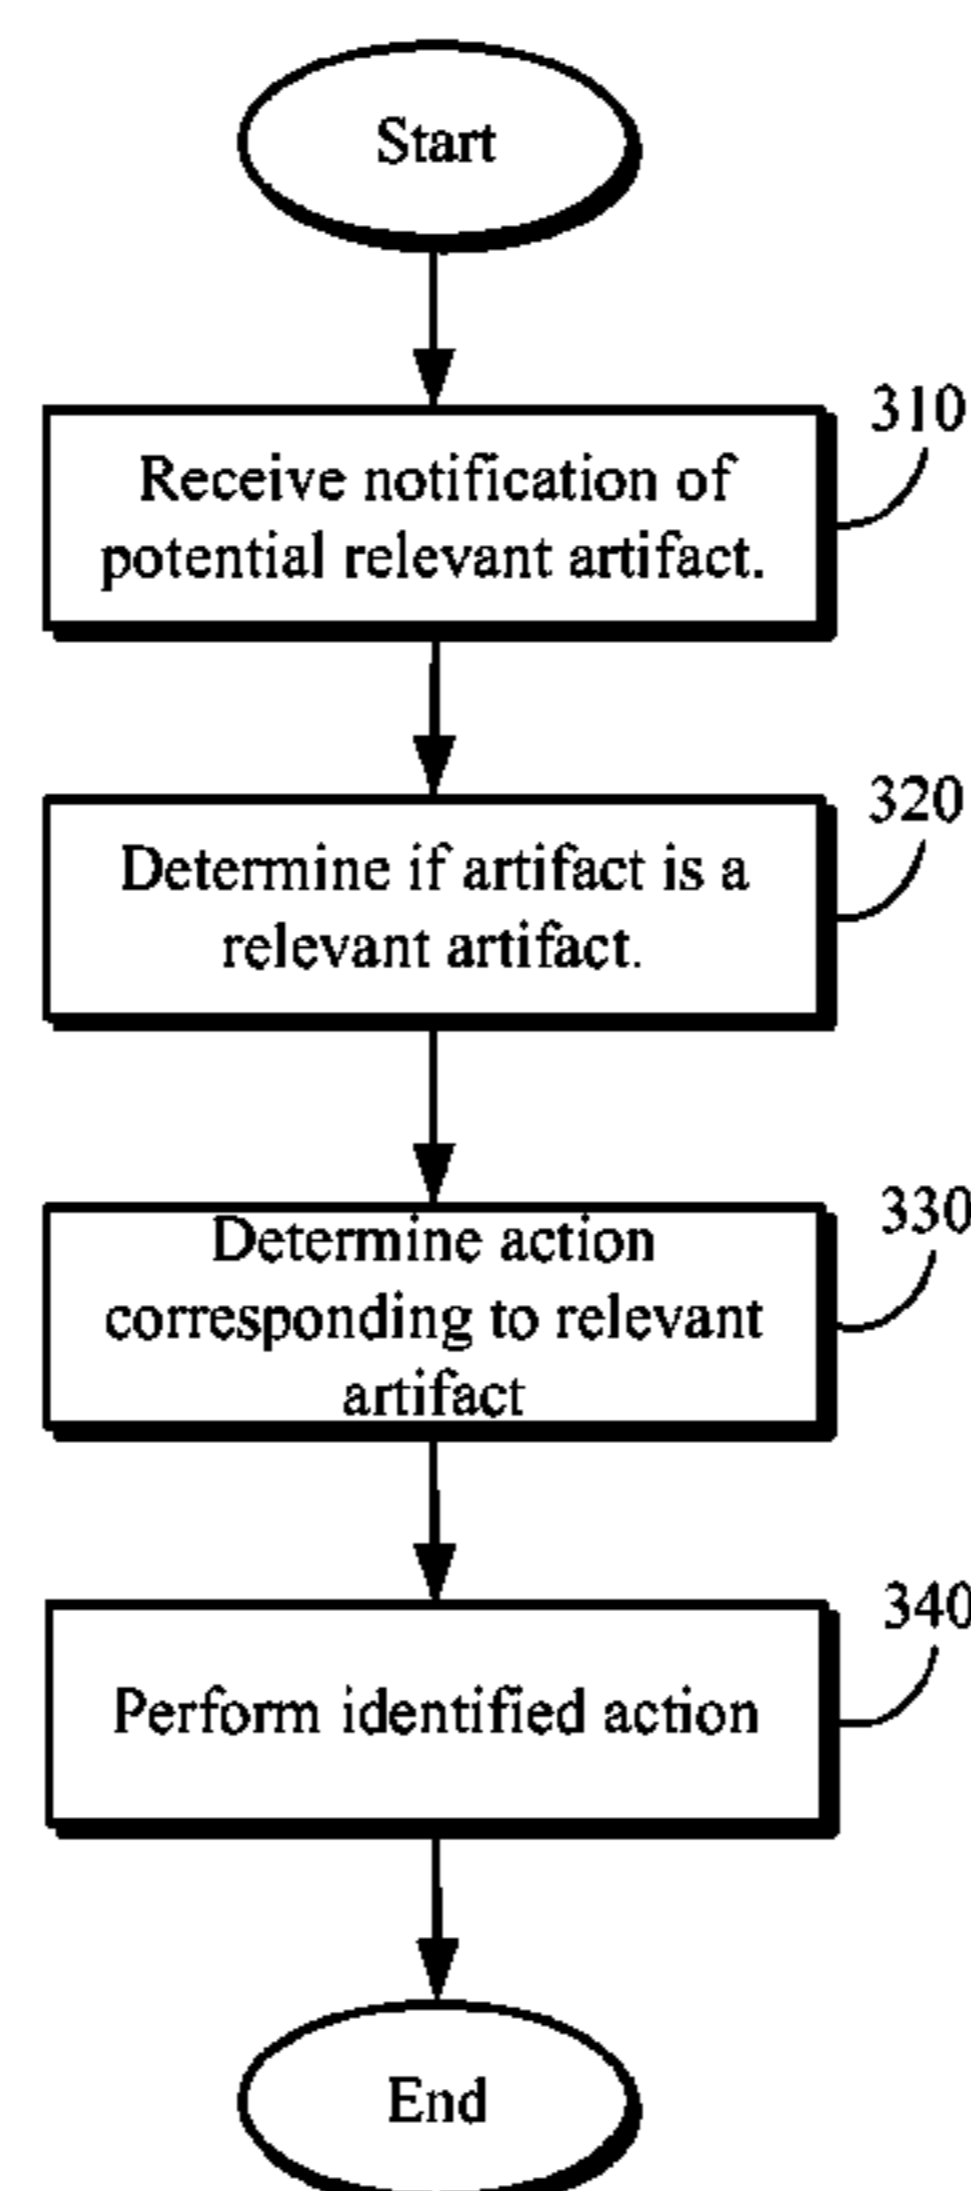 Start
310
Receive notification of
potential relevant artifact.
320
Determine if artifact is a
relevant artifact.
330
Determine action
corresponding to relevant
artifact
340
Perform identified action
End